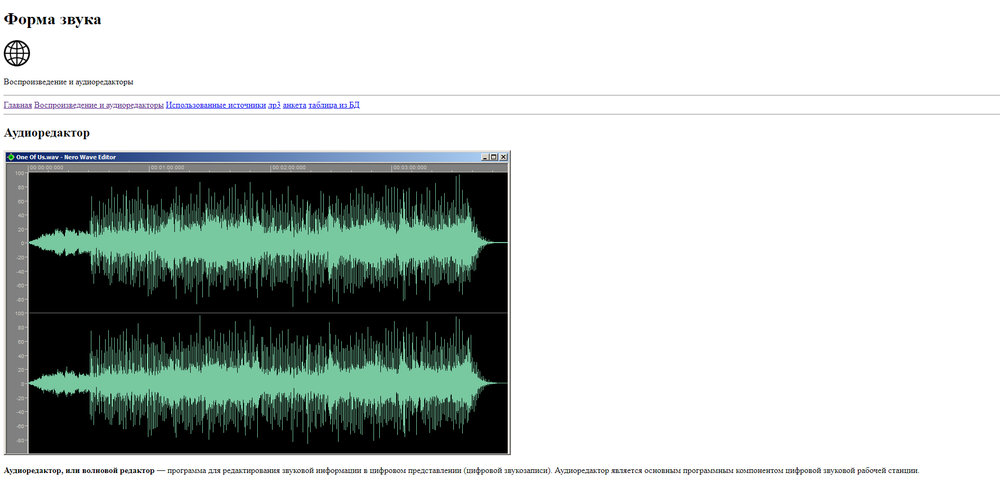 Форма звука
Воспроизведение и аудиоредакторы
Главная Воспроизведение и аудиоредакторы Использованные источники лр3 анкета таблица из БД
Аудиоредактор
One Of Us.wav - Nero Wave Editor
00:00:00:000 00:01:00:000 00:02:00:000 00:03:00:000
100
80
60
40
20
0
-20
-40
-60
-80
100
80
60
40
20
0
-20
-40
-60
-80
Аудиоредактор, или волновой редактор — программа для редактирования звуковой информации в цифровом представлении (цифровой звукозаписи). Аудиоредактор является основным программным компонентом цифровой звуковой рабочей станции.